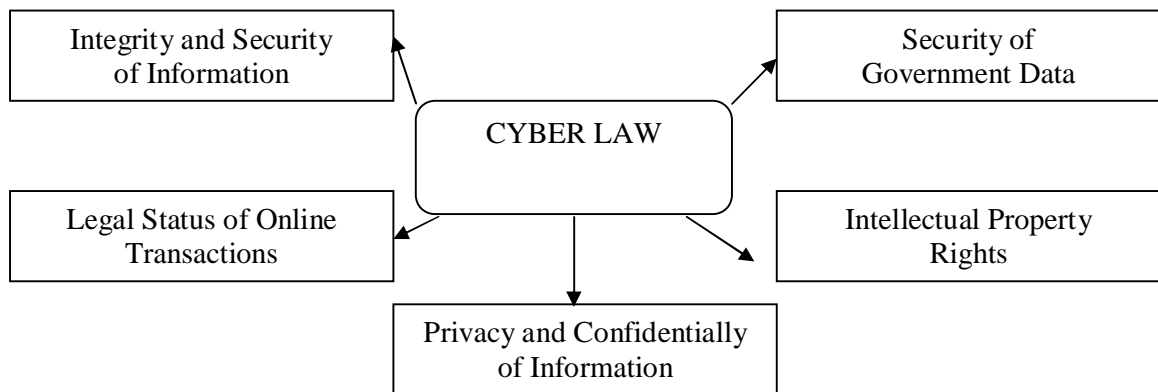 Integrity and Security
of Information
Security of
Government Data
CYBER LAW
Legal Status of Online
Transactions
Intellectual Property
Rights
Privacy and Confidentially
of Information